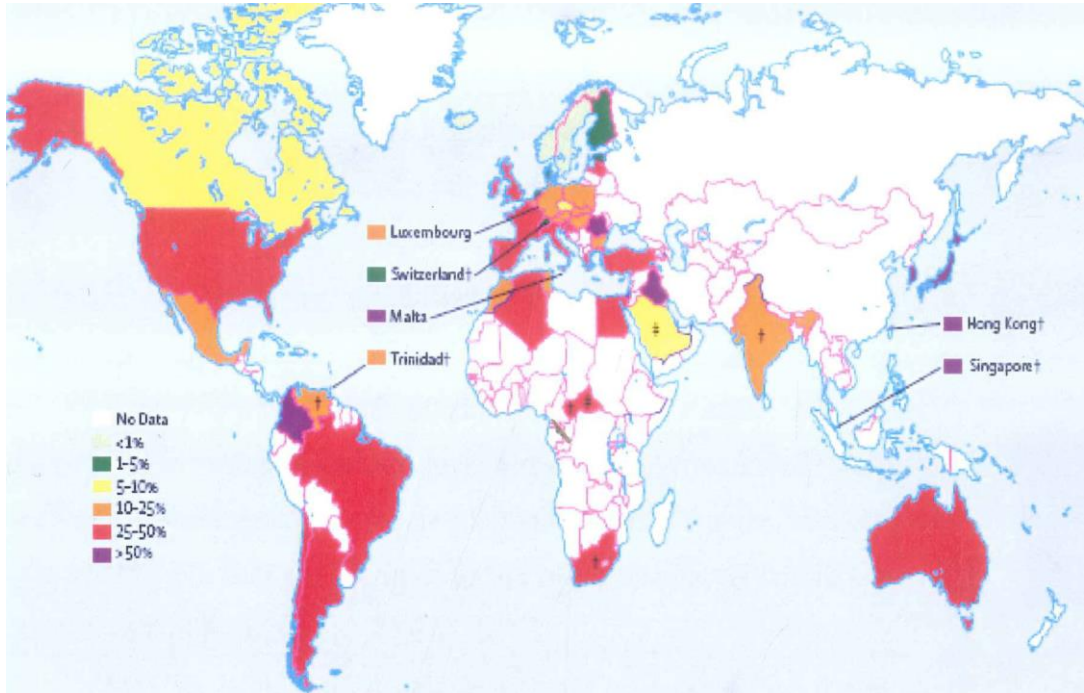 Luxembourg
Switzerland†
Malta
Trinidad†
Hong Kong†
Singapore†
No Data
<1%
1-5%
5-10%
10-25%
25-50%
>50%
†
‡
†
†
‡
†